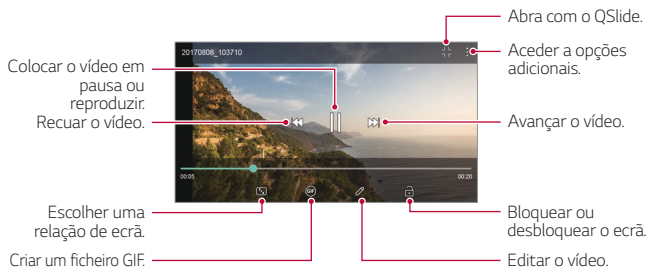 Abra com o QSlide.
20170808_103710
Aceder a opções
adicionais.
Colocar o vídeo em
pausa ou
reproduzir.
Recuar o vídeo.
Avançar o vídeo.
00:05
00:20
GIF
Escolher uma
relação de ecrã.
Bloquear ou
desbloquear o ecrã.
Criar um ficheiro GIF.
Editar o vídeo.